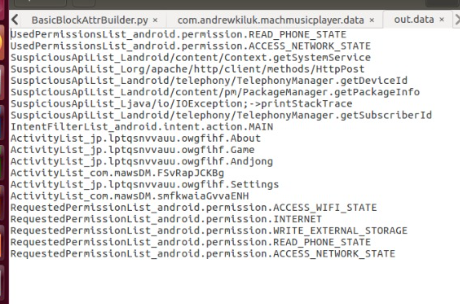 BasicBlockAttrBuilder.py × com.andrewkiluk.machmusicplayer.data × out.data ×
UsedPermissionsList_android.permission.READ_PHONE_STATE
UsedPermissionsList_android.permission.ACCESS_NETWORK_STATE
SuspiciousApiList_Landroid/content/Context.getSystemService
SuspiciousApiList_Lorg/apache/http/client/methods/HttpPost
SuspiciousApiList_Landroid/telephony/TelephonyManager.getDeviceId
SuspiciousApiList_Landroid/content/pm/PackageManager.getPackageInfo
SuspiciousApiList_Ljava/io/IOException;->printStackTrace
SuspiciousApiList_Landroid/telephony/TelephonyManager.getSubscriberId
IntentFilterList_android.intent.action.MAIN
ActivityList_jp.lptqsnvvauu.owgfihf.About
ActivityList_jp.lptqsnvvauu.owgfihf.Game
ActivityList_jp.lptqsnvvauu.owgfihf.Andjong
ActivityList_com.mawsDM.FSvRapJCKBg
ActivityList_jp.lptqsnvvauu.owgfihf.Settings
ActivityList_com.mawsDM.smfkwaiaGvvaENH
RequestedPermissionList_android.permission.ACCESS_WIFI_STATE
RequestedPermissionList_android.permission.INTERNET
RequestedPermissionList_android.permission.WRITE_EXTERNAL_STORAGE
RequestedPermissionList_android.permission.READ_PHONE_STATE
RequestedPermissionList_android.permission.ACCESS_NETWORK_STATE